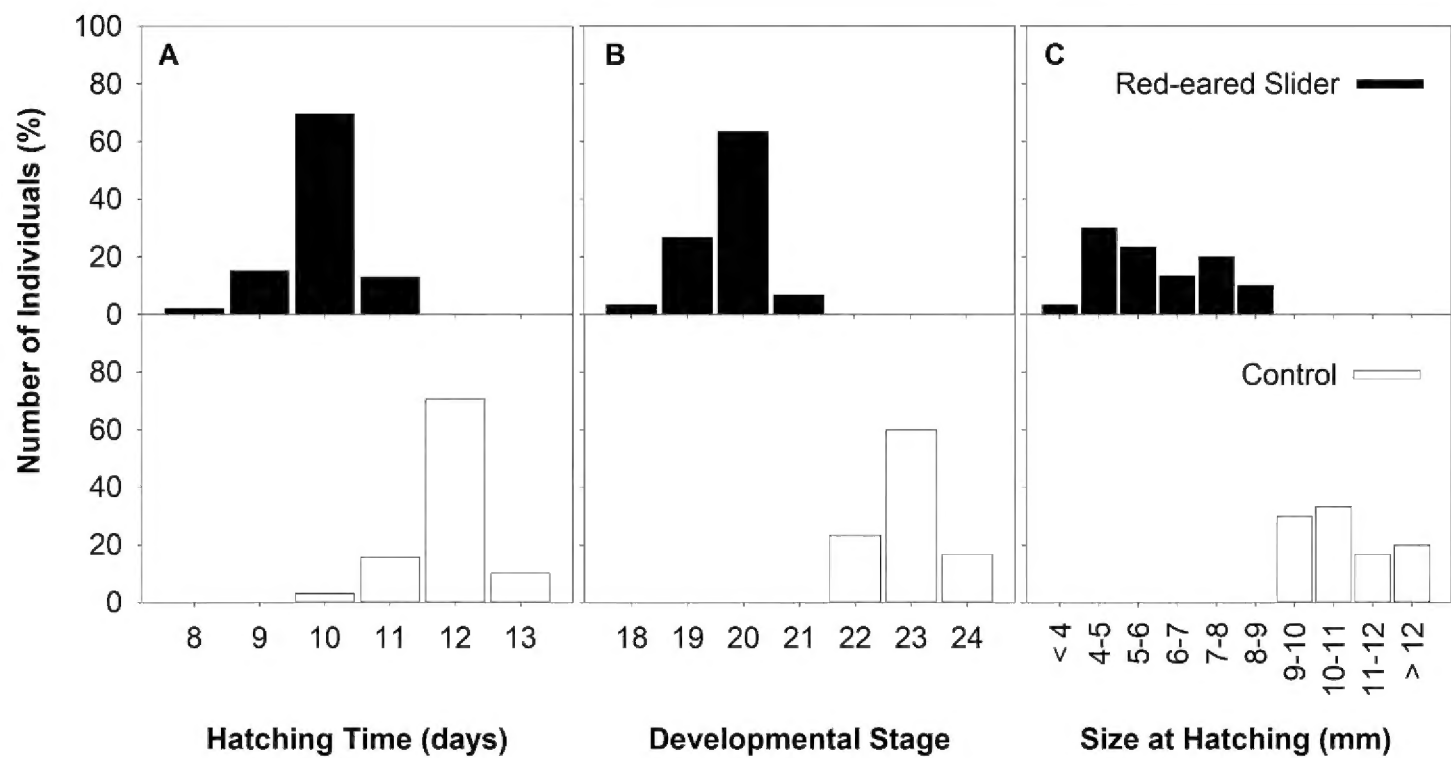 Number of Individuals (%)
100
80
60
40
20
0
80
60
40
20
0
A
B
C
Red-eared Slider
Control
8 9 10 11 12 13
18 19 20 21 22 23 24
< 4
4-5
5-6
6-7
7-8
8-9
9-10
10-11
11-12
> 12
Hatching Time (days)
Developmental Stage
Size at Hatching (mm)